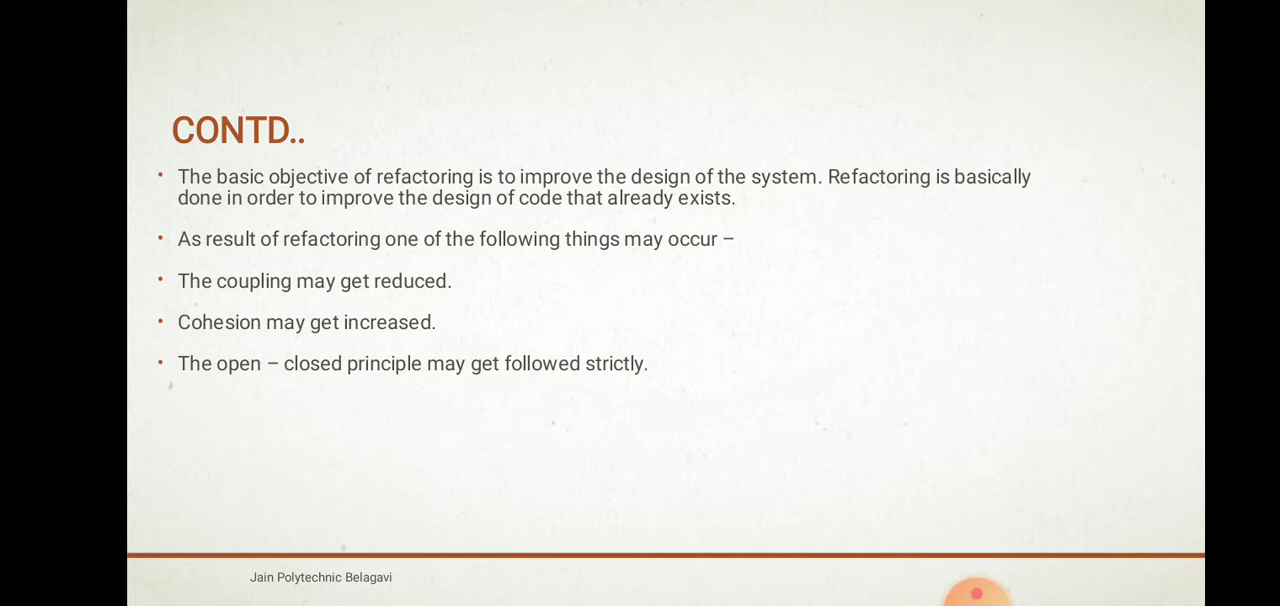 CONTD..
• The basic objective of refactoring is to improve the design of the system. Refactoring is basically
done in order to improve the design of code that already exists.
• As result of refactoring one of the following things may occur –
• The coupling may get reduced.
• Cohesion may get increased.
• The open – closed principle may get followed strictly.
Jain Polytechnic Belagavi